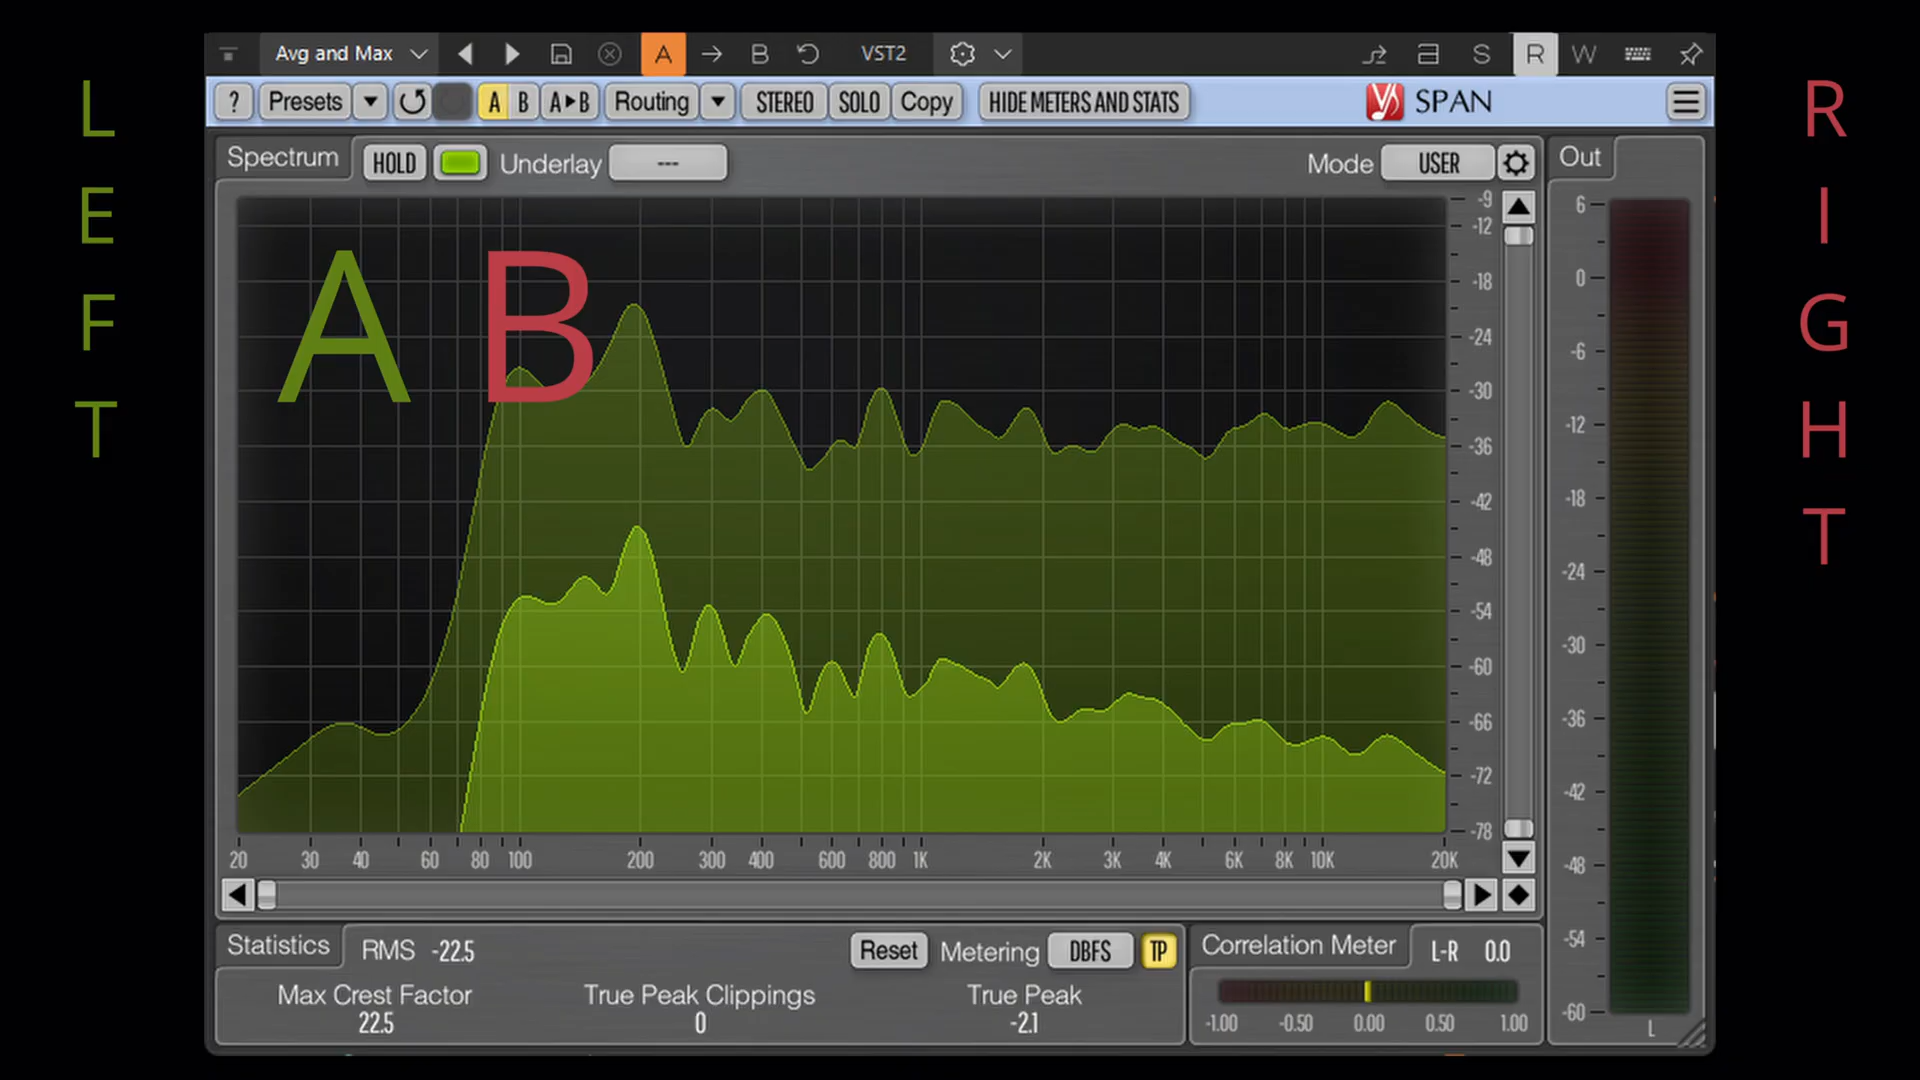 Avg and Max A B VST2 S R W
? Presets A B A▶B Routing STEREO SOLO Copy HIDE METERS AND STATS SPAN
L
E
F
T
R
I
G
H
T
Spectrum HOLD Underlay --- Mode USER
A B
-9
-12
-18
-24
-30
-36
-42
-48
-54
-60
-66
-72
-78
20 30 40 60 80 100 200 300 400 600 800 1K 2K 3K 4K 6K 8K 10K 20K
Out
6
0
-6
-12
-18
-24
-30
-36
-42
-48
-54
-60
L
Statistics RMS -22.5 Reset Metering DBFS TP
Max Crest Factor True Peak Clippings True Peak
22.5 0 -2.1
Correlation Meter L-R 0.0
-1.00 -0.50 0.00 0.50 1.00